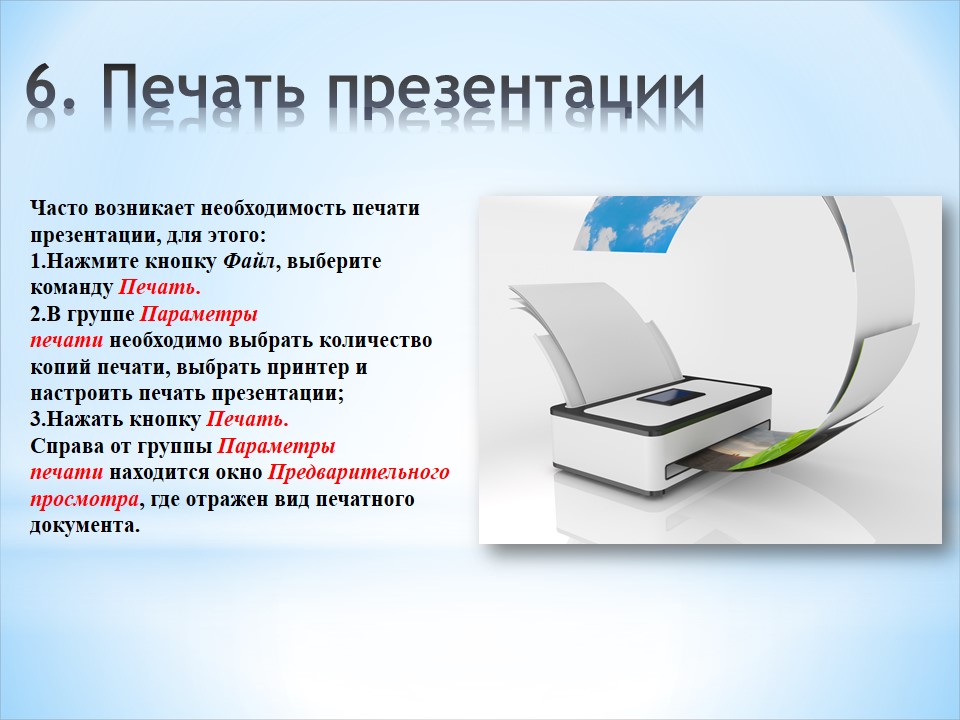 6. Печать презентации
Часто возникает необходимость печати
презентации, для этого:
1.Нажмите кнопку Файл, выберите
команду Печать.
2.В группе Параметры
печати необходимо выбрать количество
копий печати, выбрать принтер и
настроить печать презентации;
3.Нажать кнопку Печать.
Справа от группы Параметры
печати находится окно Предварительного
просмотра, где отражен вид печатного
документа.